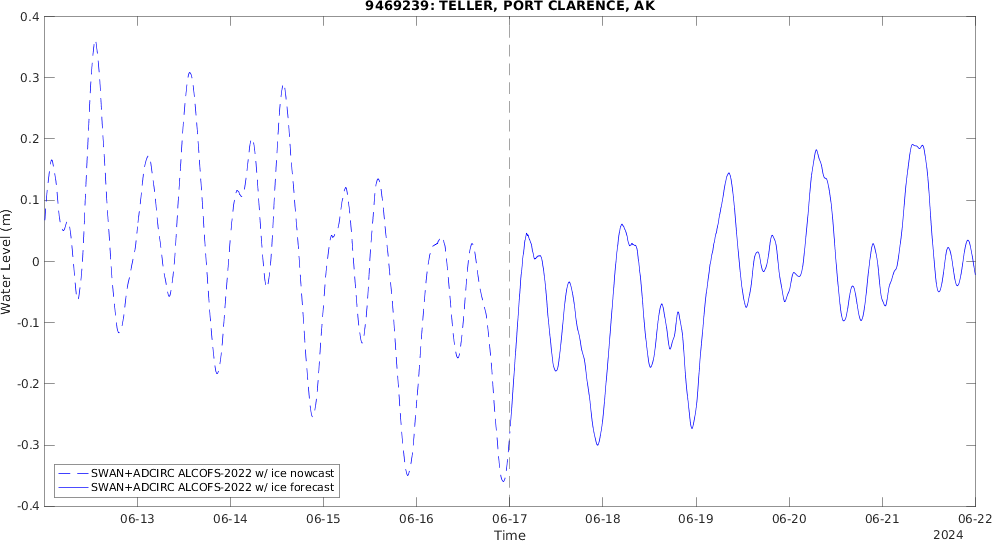 9469239: TELLER, PORT CLARENCE, AK
Water Level (m)
0.4
0.3
0.2
0.1
0
-0.1
-0.2
-0.3
-0.4
SWAN+ADCIRC ALCOFS-2022 w/ ice nowcast
SWAN+ADCIRC ALCOFS-2022 w/ ice forecast
06-13 06-14 06-15 06-16 06-17 06-18 06-19 06-20 06-21 06-22
Time
2024